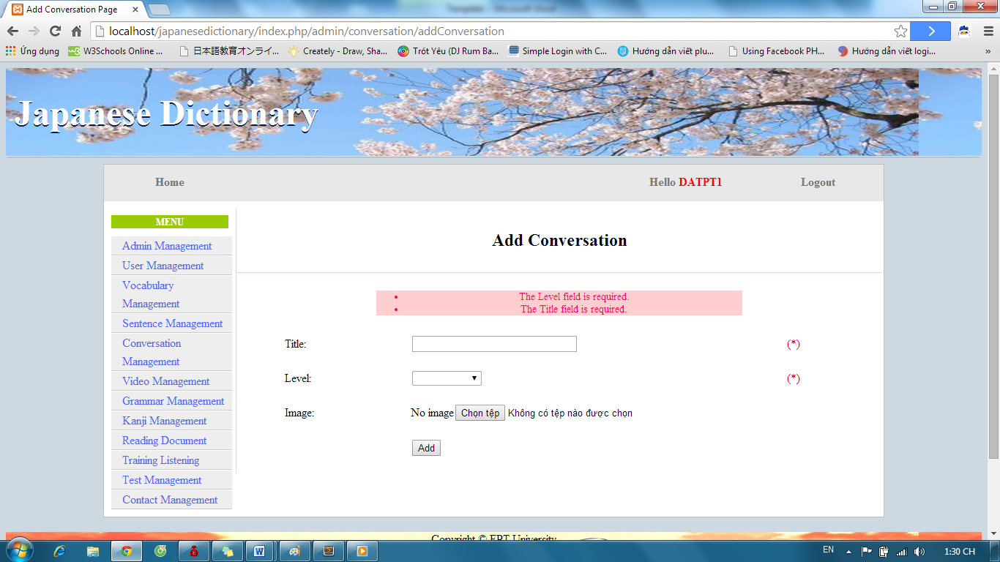 Add Conversation Page
localhost/japanesedictionary/index.php/admin/conversation/addConversation
Ứng dụng W3Schools Online ... 日本語教育オンライ... Creately - Draw, Sha... Trót Yêu (DJ Rum Ba... Simple Login with C... Hướng dẫn viết plu... Using Facebook PH... Hướng dẫn viết logi... »
Japanese Dictionary
Home Hello DATPT1 Logout
MENU
Admin Management
User Management
Vocabulary
Management
Sentence Management
Conversation
Management
Video Management
Grammar Management
Kanji Management
Reading Document
Training Listening
Test Management
Contact Management
Add Conversation
• The Level field is required.
• The Title field is required.
Title: (*)
Level: (*)
Image: No image Chọn tệp Không có tệp nào được chọn
Add
Copyright © FPT University
EN 1:30 CH